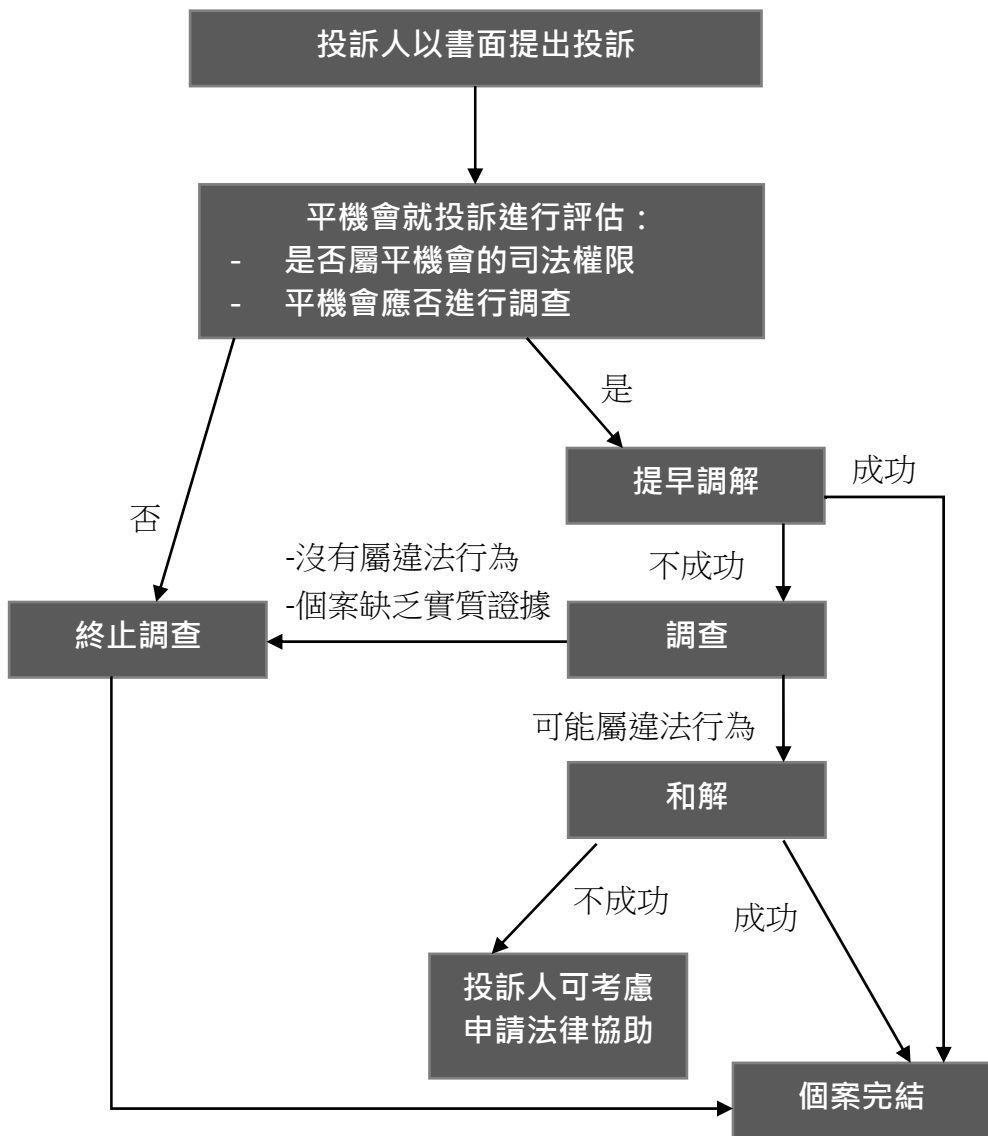 投訴人以書面提出投訴
平機會就投訴進行評估：
- 是否屬平機會的司法權限
- 平機會應否進行調查
是
提早調解
成功
否
不成功
-沒有屬違法行為
-個案缺乏實質證據
終止調查
調查
可能屬違法行為
和解
不成功
成功
投訴人可考慮
申請法律協助
個案完結